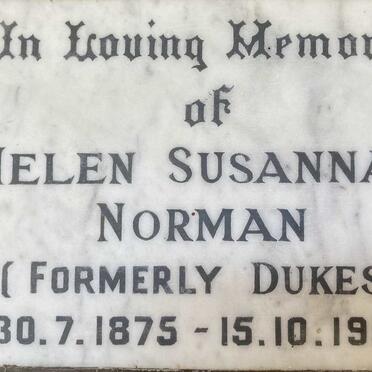 In Loving Memo
of
HELEN SUSANNA
NORMAN
( FORMERLY DUKES
30.7.1875 - 15.10.19